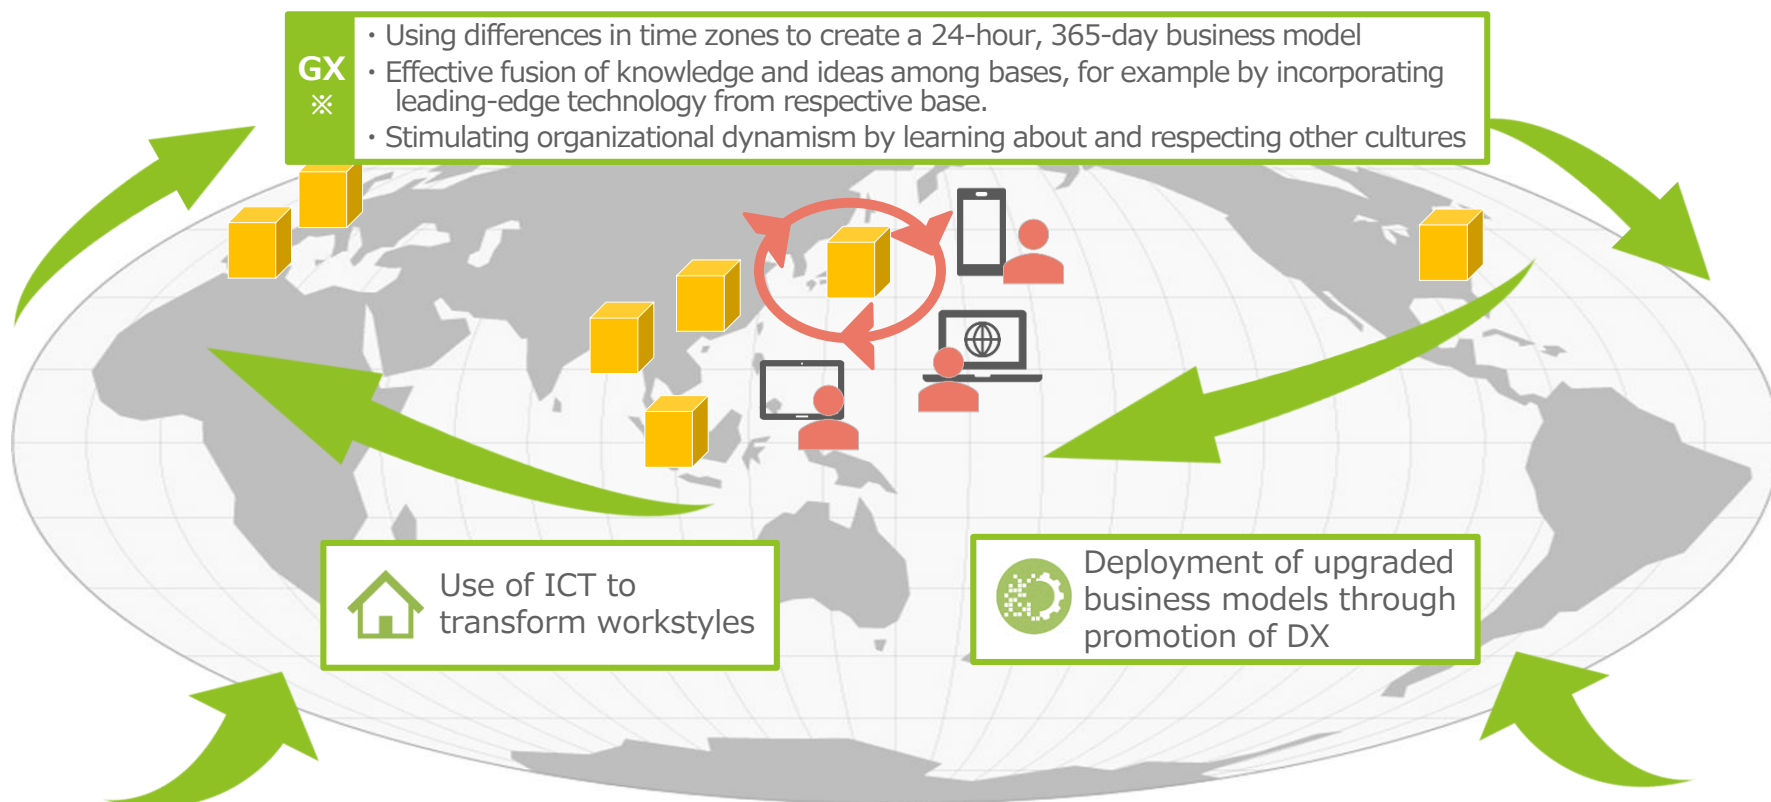 GX
※
・Using differences in time zones to create a 24-hour, 365-day business model
・Effective fusion of knowledge and ideas among bases, for example by incorporating
leading-edge technology from respective base.
・Stimulating organizational dynamism by learning about and respecting other cultures
Use of ICT to
transform workstyles
Deployment of upgraded
business models through
promotion of DX